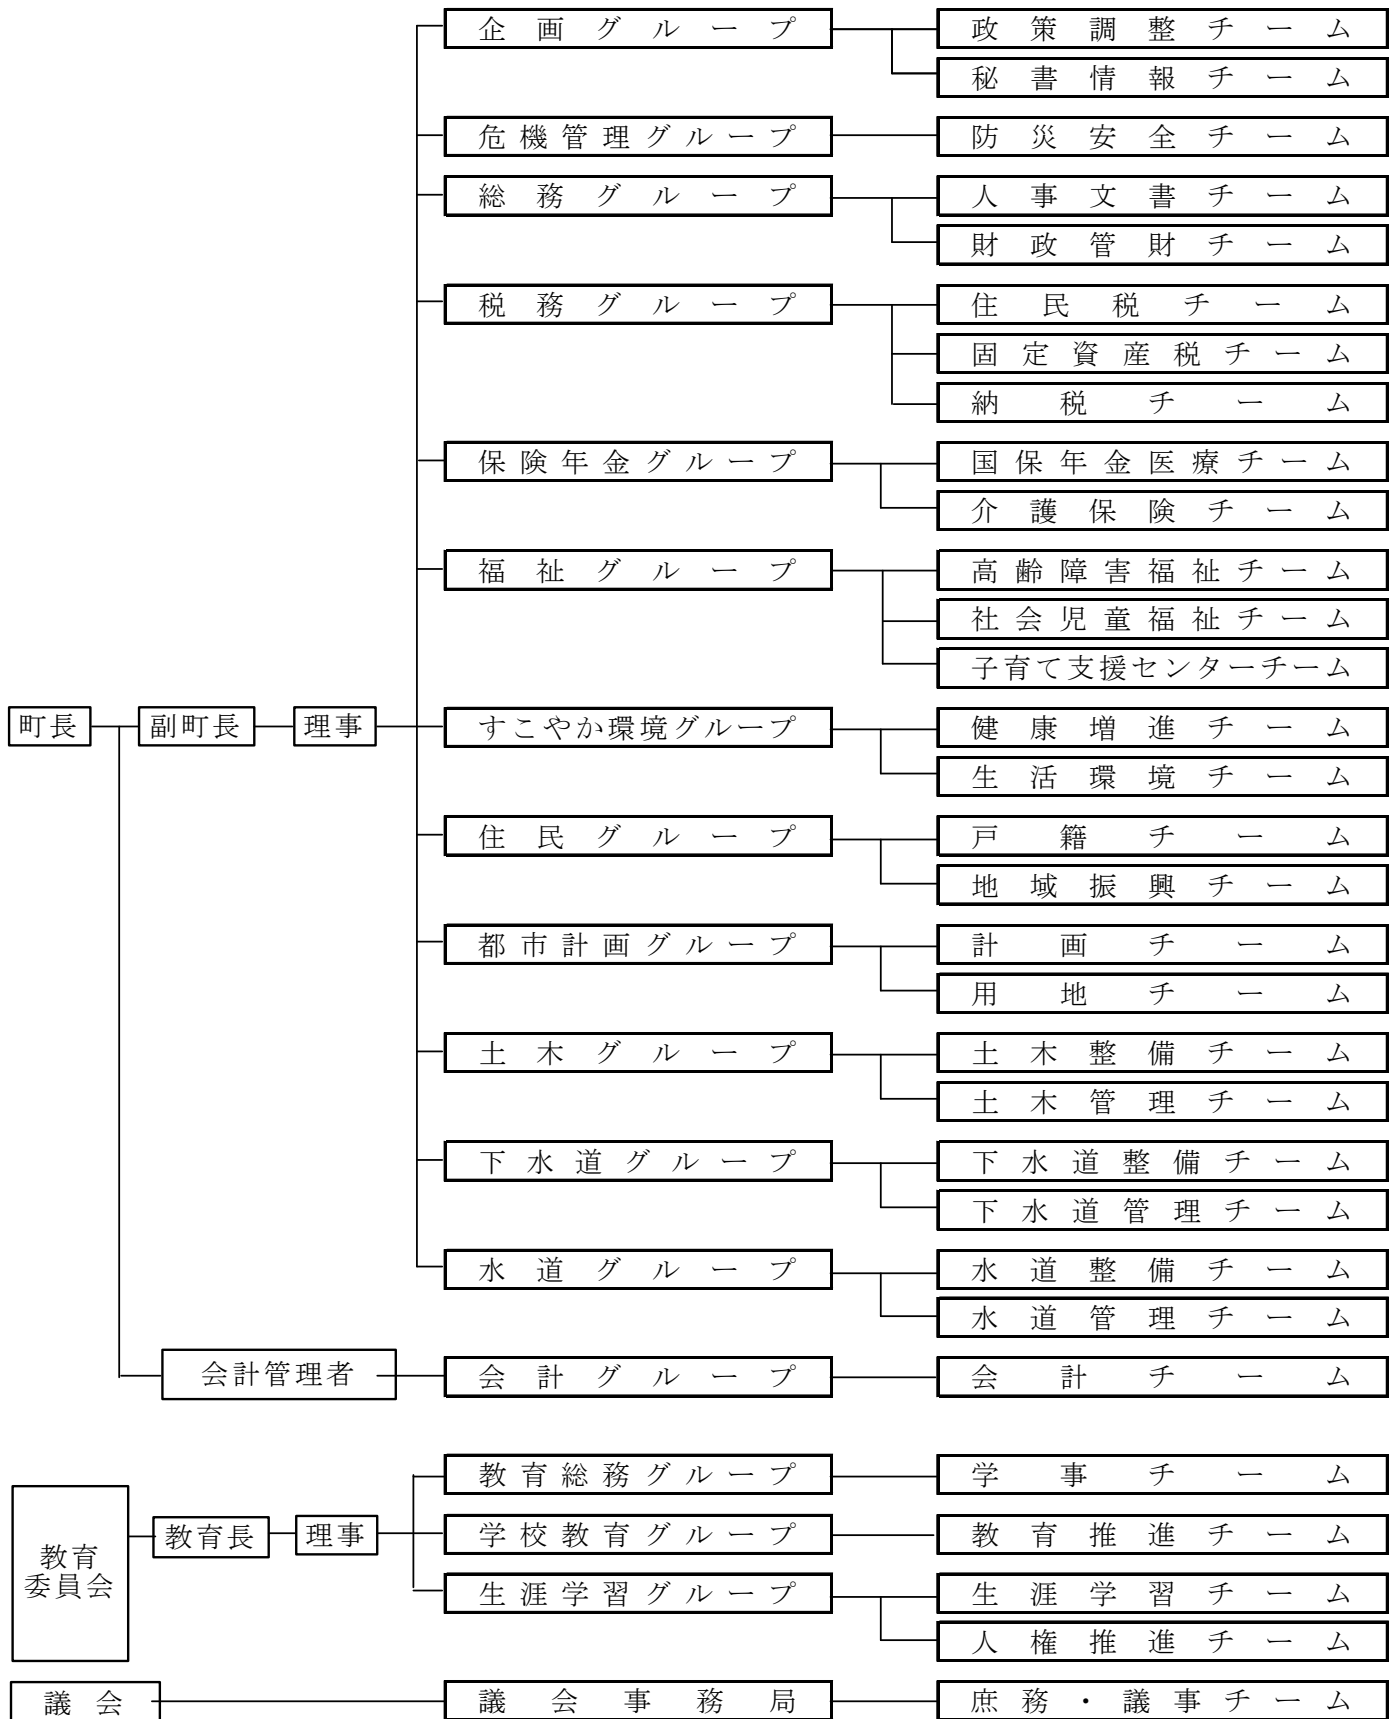 企画グループ 政策調整チーム
秘書情報チーム
危機管理グループ 防災安全チーム
総務グループ 人事文書チーム
財政管財チーム
税務グループ 住民税チーム
固定資産税チーム
納税チーム
保険年金グループ 国保年金医療チーム
介護保険チーム
福祉グループ 高齢障害福祉チーム
社会児童福祉チーム
子育て支援センターチーム
町長 副町長 理事 すこやか環境グループ 健康増進チーム
生活環境チーム
住民グループ 戸籍チーム
地域振興チーム
都市計画グループ 計画チーム
用地チーム
土木グループ 土木整備チーム
土木管理チーム
下水道グループ 下水道整備チーム
下水道管理チーム
水道グループ 水道整備チーム
水道管理チーム
会計管理者 会計グループ 会計チーム
教育総務グループ 学事チーム
教育長 理事 学校教育グループ 教育推進チーム
教育
委員会
生涯学習グループ 生涯学習チーム
人権推進チーム
議会 議会事務局 庶務・議事チーム